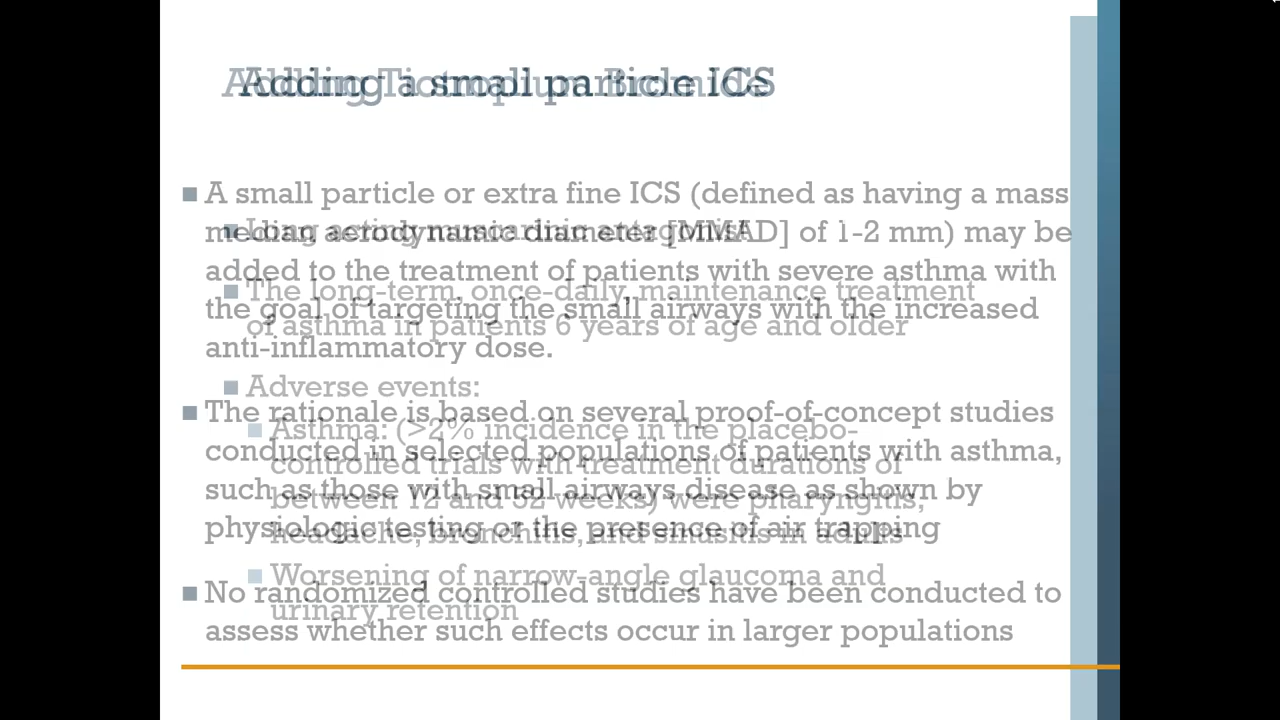 Adding Tiotropium Bromide
Adding a small particle ICS
A small particle or extra fine ICS (defined as having a mass
median aerodynamic diameter [MMAD] of 1-2 mm) may be
added to the treatment of patients with severe asthma with
the goal of targeting the small airways with the increased
anti-inflammatory dose.
The rationale is based on several proof-of-concept studies
conducted in selected populations of patients with asthma,
such as those with small airways disease as shown by
physiologic testing or the presence of air trapping
No randomized controlled studies have been conducted to
assess whether such effects occur in larger populations
Long acting muscarinic antagonist
The long-term, once-daily, maintenance treatment
of asthma in patients 6 years of age and older
Adverse events:
Asthma: (>2% incidence in the placebo-
controlled trials with treatment durations of
between 12 and 52 weeks) were pharyngitis,
headache, bronchitis, and sinusitis in adults
Worsening of narrow-angle glaucoma and
urinary retention